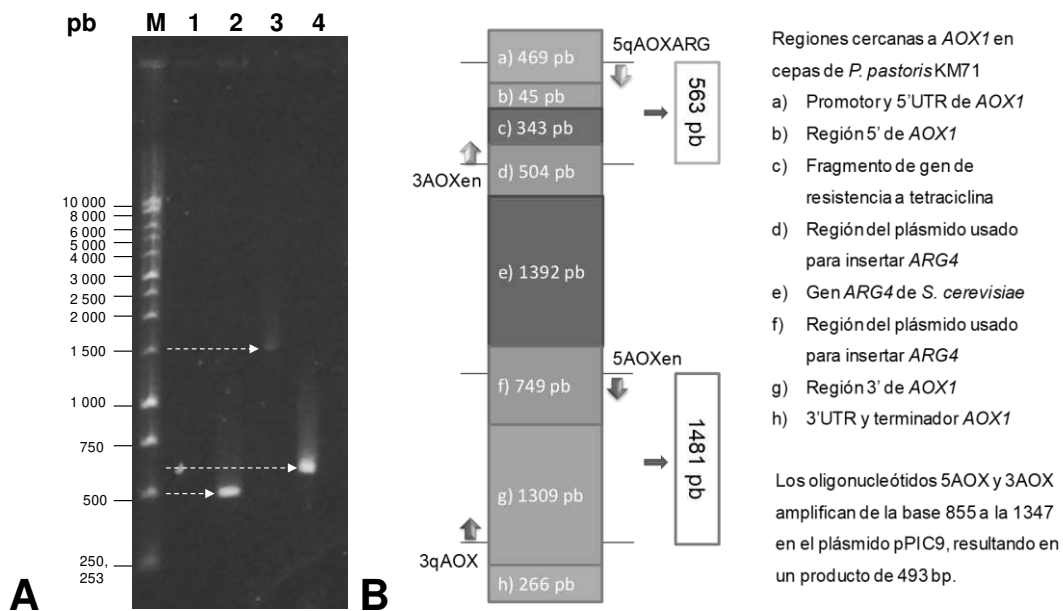 pb M 1 2 3 4
10 000
8 000
6 000
5 000
4 000
3 000
2 500
2 000
1 500
1 000
750
500
250,
253
A
5qAOXARG
a) 469 pb
b) 45 pb
c) 343 pb
563 pb
3AOXen
d) 504 pb
e) 1392 pb
5AOXen
f) 749 pb
1481 pb
g) 1309 pb
3qAOX
h) 266 pb
B
Regiones cercanas a AOX1 en
cepas de P. pastoris KM71
a) Promotor y 5'UTR de AOX1
b) Región 5' de AOX1
c) Fragmento de gen de
resistencia a tetraciclina
d) Región del plásmido usado
para insertar ARG4
e) Gen ARG4 de S. cerevisiae
f) Región del plásmido usado
para insertar ARG4
g) Región 3' de AOX1
h) 3'UTR y terminador AOX1
Los oligonucleótidos 5AOX y 3AOX
amplifican de la base 855 a la 1347
en el plásmido pPIC9, resultando en
un producto de 493 bp.